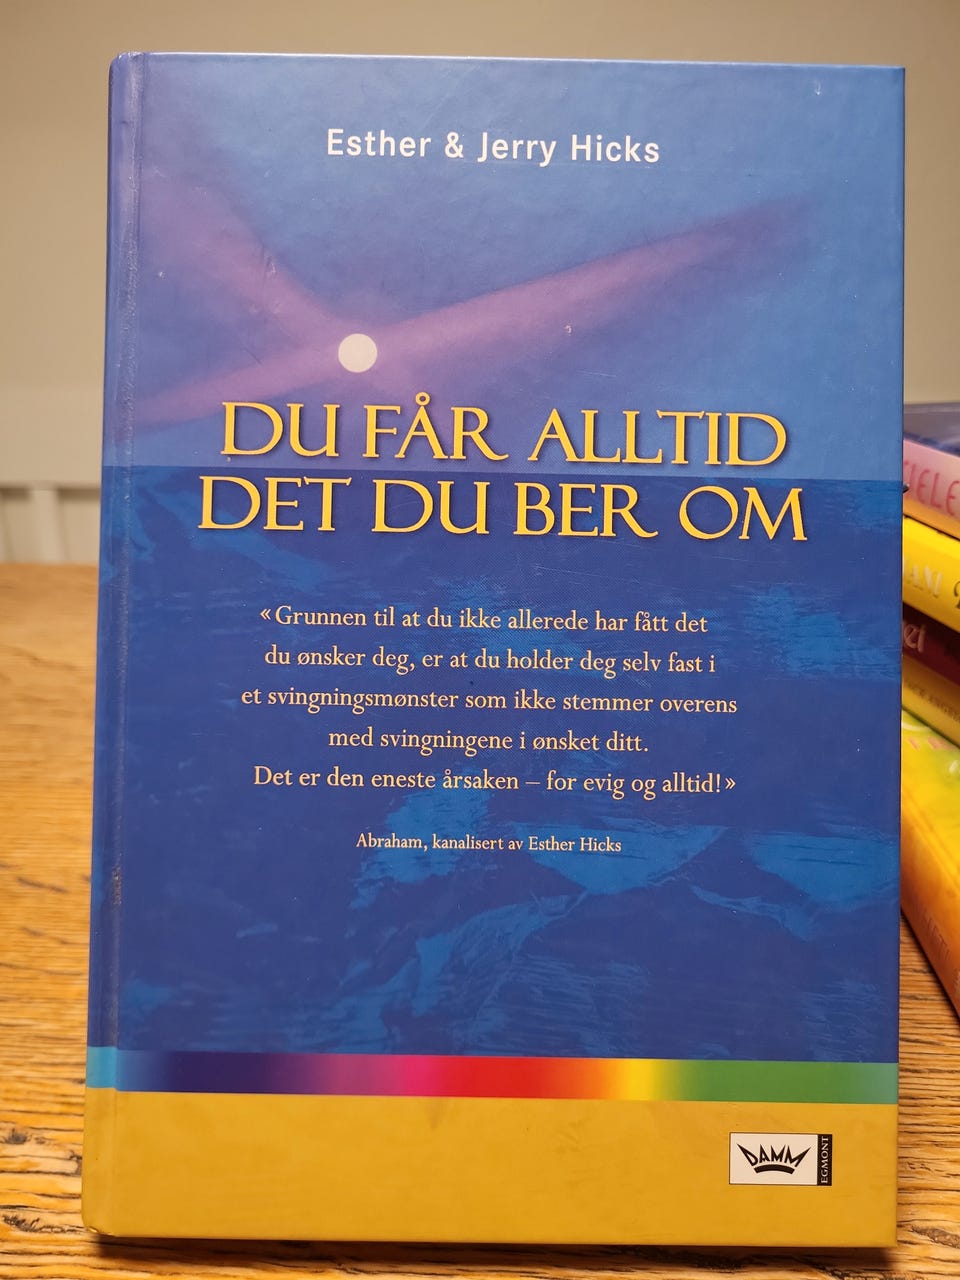 Esther & Jerry Hicks
DU FÅR ALLTID
DET DU BER OM
«Grunnen til at du ikke allerede har fått det
du ønsker deg, er at du holder deg selv fast i
et svingningsmønster som ikke stemmer overens
med svingningene i ønsket ditt.
Det er den eneste årsaken – for evig og alltid!»
Abraham, kanalisert av Esther Hicks
DAMM
EGMONT